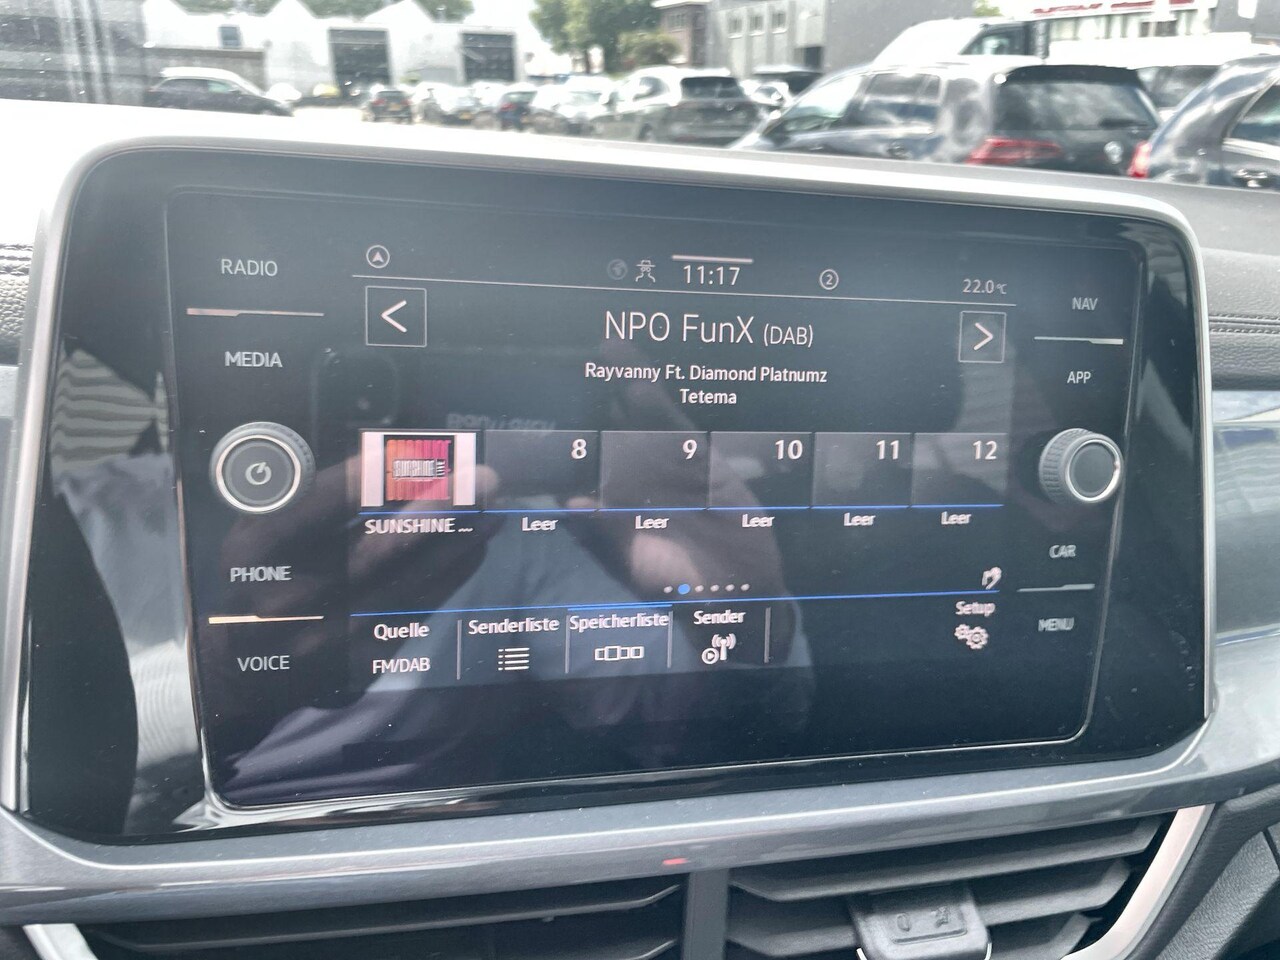 RADIO
MEDIA
PHONE
VOICE
11:17
2
22.0°C
NPO FunX (DAB)
Rayvanny Ft. Diamond Platnumz
Tetema
SUNSHINE ...
8
Leer
9
Leer
10
Leer
11
Leer
12
Leer
Quelle
FM/DAB
Senderliste
Speicherliste
Sender
Setup
NAV
APP
CAR
MENU